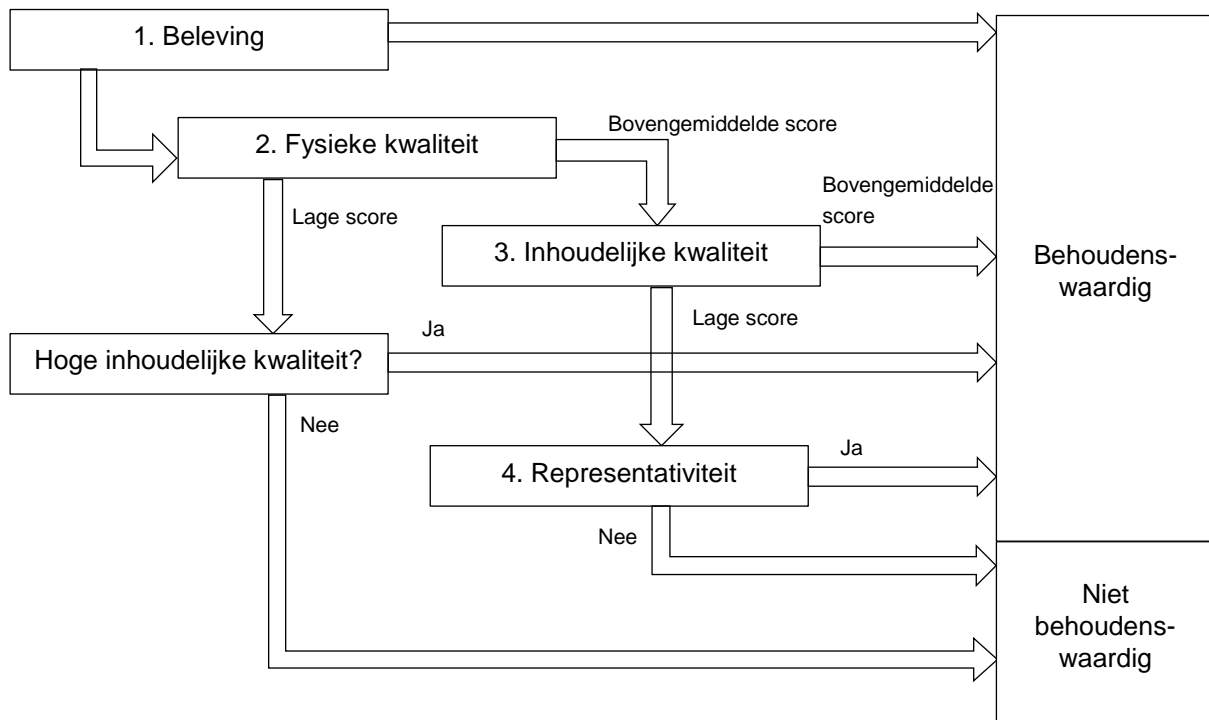 1. Beleving
2. Fysieke kwaliteit
Bovengemiddelde score
Lage score
Bovengemiddelde
score
3. Inhoudelijke kwaliteit
Behoudens-
waardig
Lage score
Ja
Hoge inhoudelijke kwaliteit?
Nee
4. Representativiteit
Ja
Nee
Niet
behoudens-
waardig